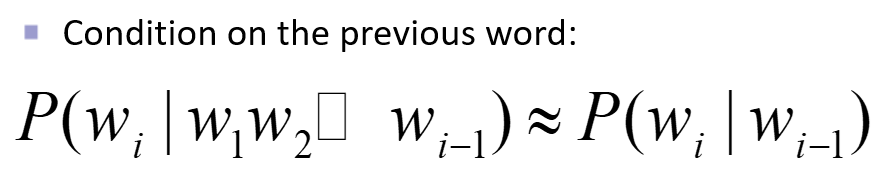 Condition on the previous word:
P(wᵢ | w₁w₂□ wᵢ₋₁) ≈ P(wᵢ | wᵢ₋₁)